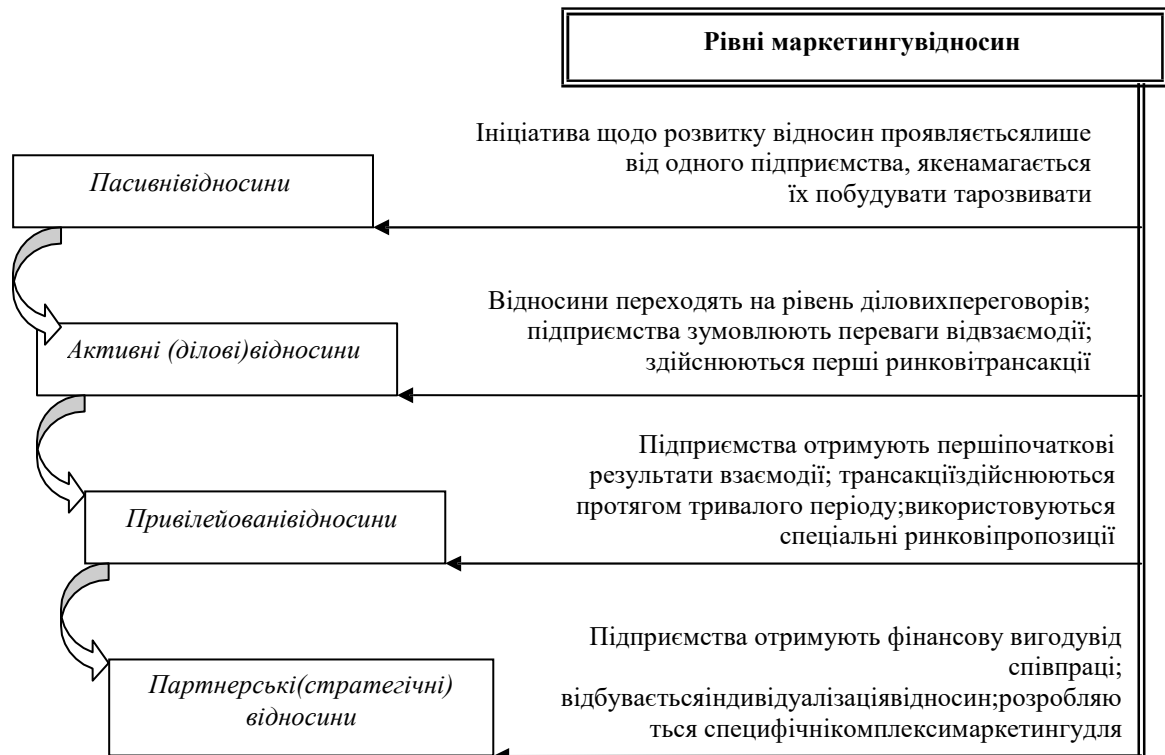 Рівні маркетингувідносин
Ініціатива щодо розвитку відносин проявляєтьсялише
від одного підприємства, якенамагається
їх побудувати тарозвивати
Пасивнівідносини
Відносини переходять на рівень діловихпереговорів;
підприємства зумовлюють переваги відвзаємодії;
здійснюються перші ринковітрансакції
Активні (ділові)відносини
Підприємства отримують першіпочаткові
результати взаємодії; трансакціїздійснюються
протягом тривалого періоду;використовуються
спеціальні ринковіпропозиції
Привілейованівідносини
Підприємства отримують фінансову вигодувід
співпраці;
відбуваєтьсяіндивідуалізаціявідносин;розробляю
ться специфічнікомплексимаркетингудля
Партнерські(стратегічні)
відносини